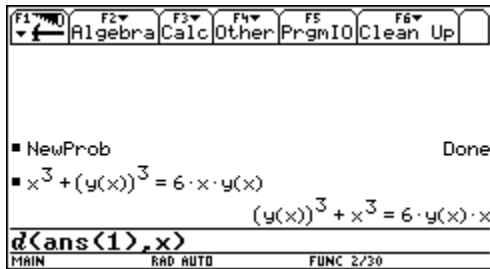 F1 F2 F3 F4 F5 F6
Algebra Calc Other PrgmIO Clean Up
▪ NewProb Done
▪ x³ + (y(x))³ = 6·x·y(x)
(y(x))³ + x³ = 6·y(x)·x
d(ans(1),x)
MAIN RAD AUTO FUNC 2/30